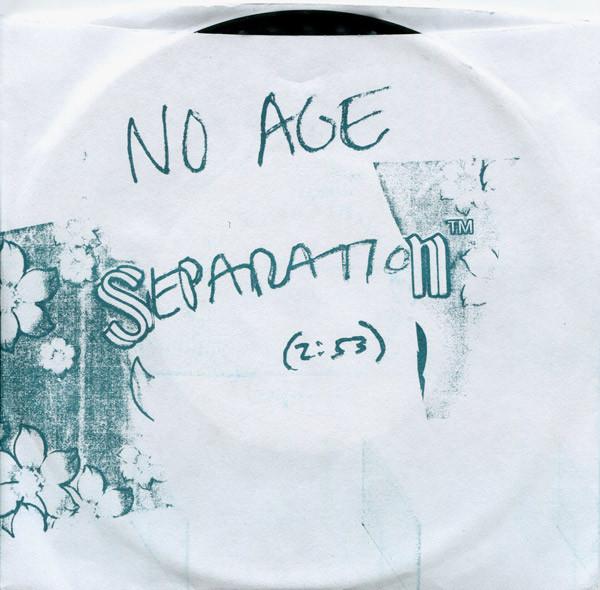 NO AGE
SEPARATIOn™
(2:53)